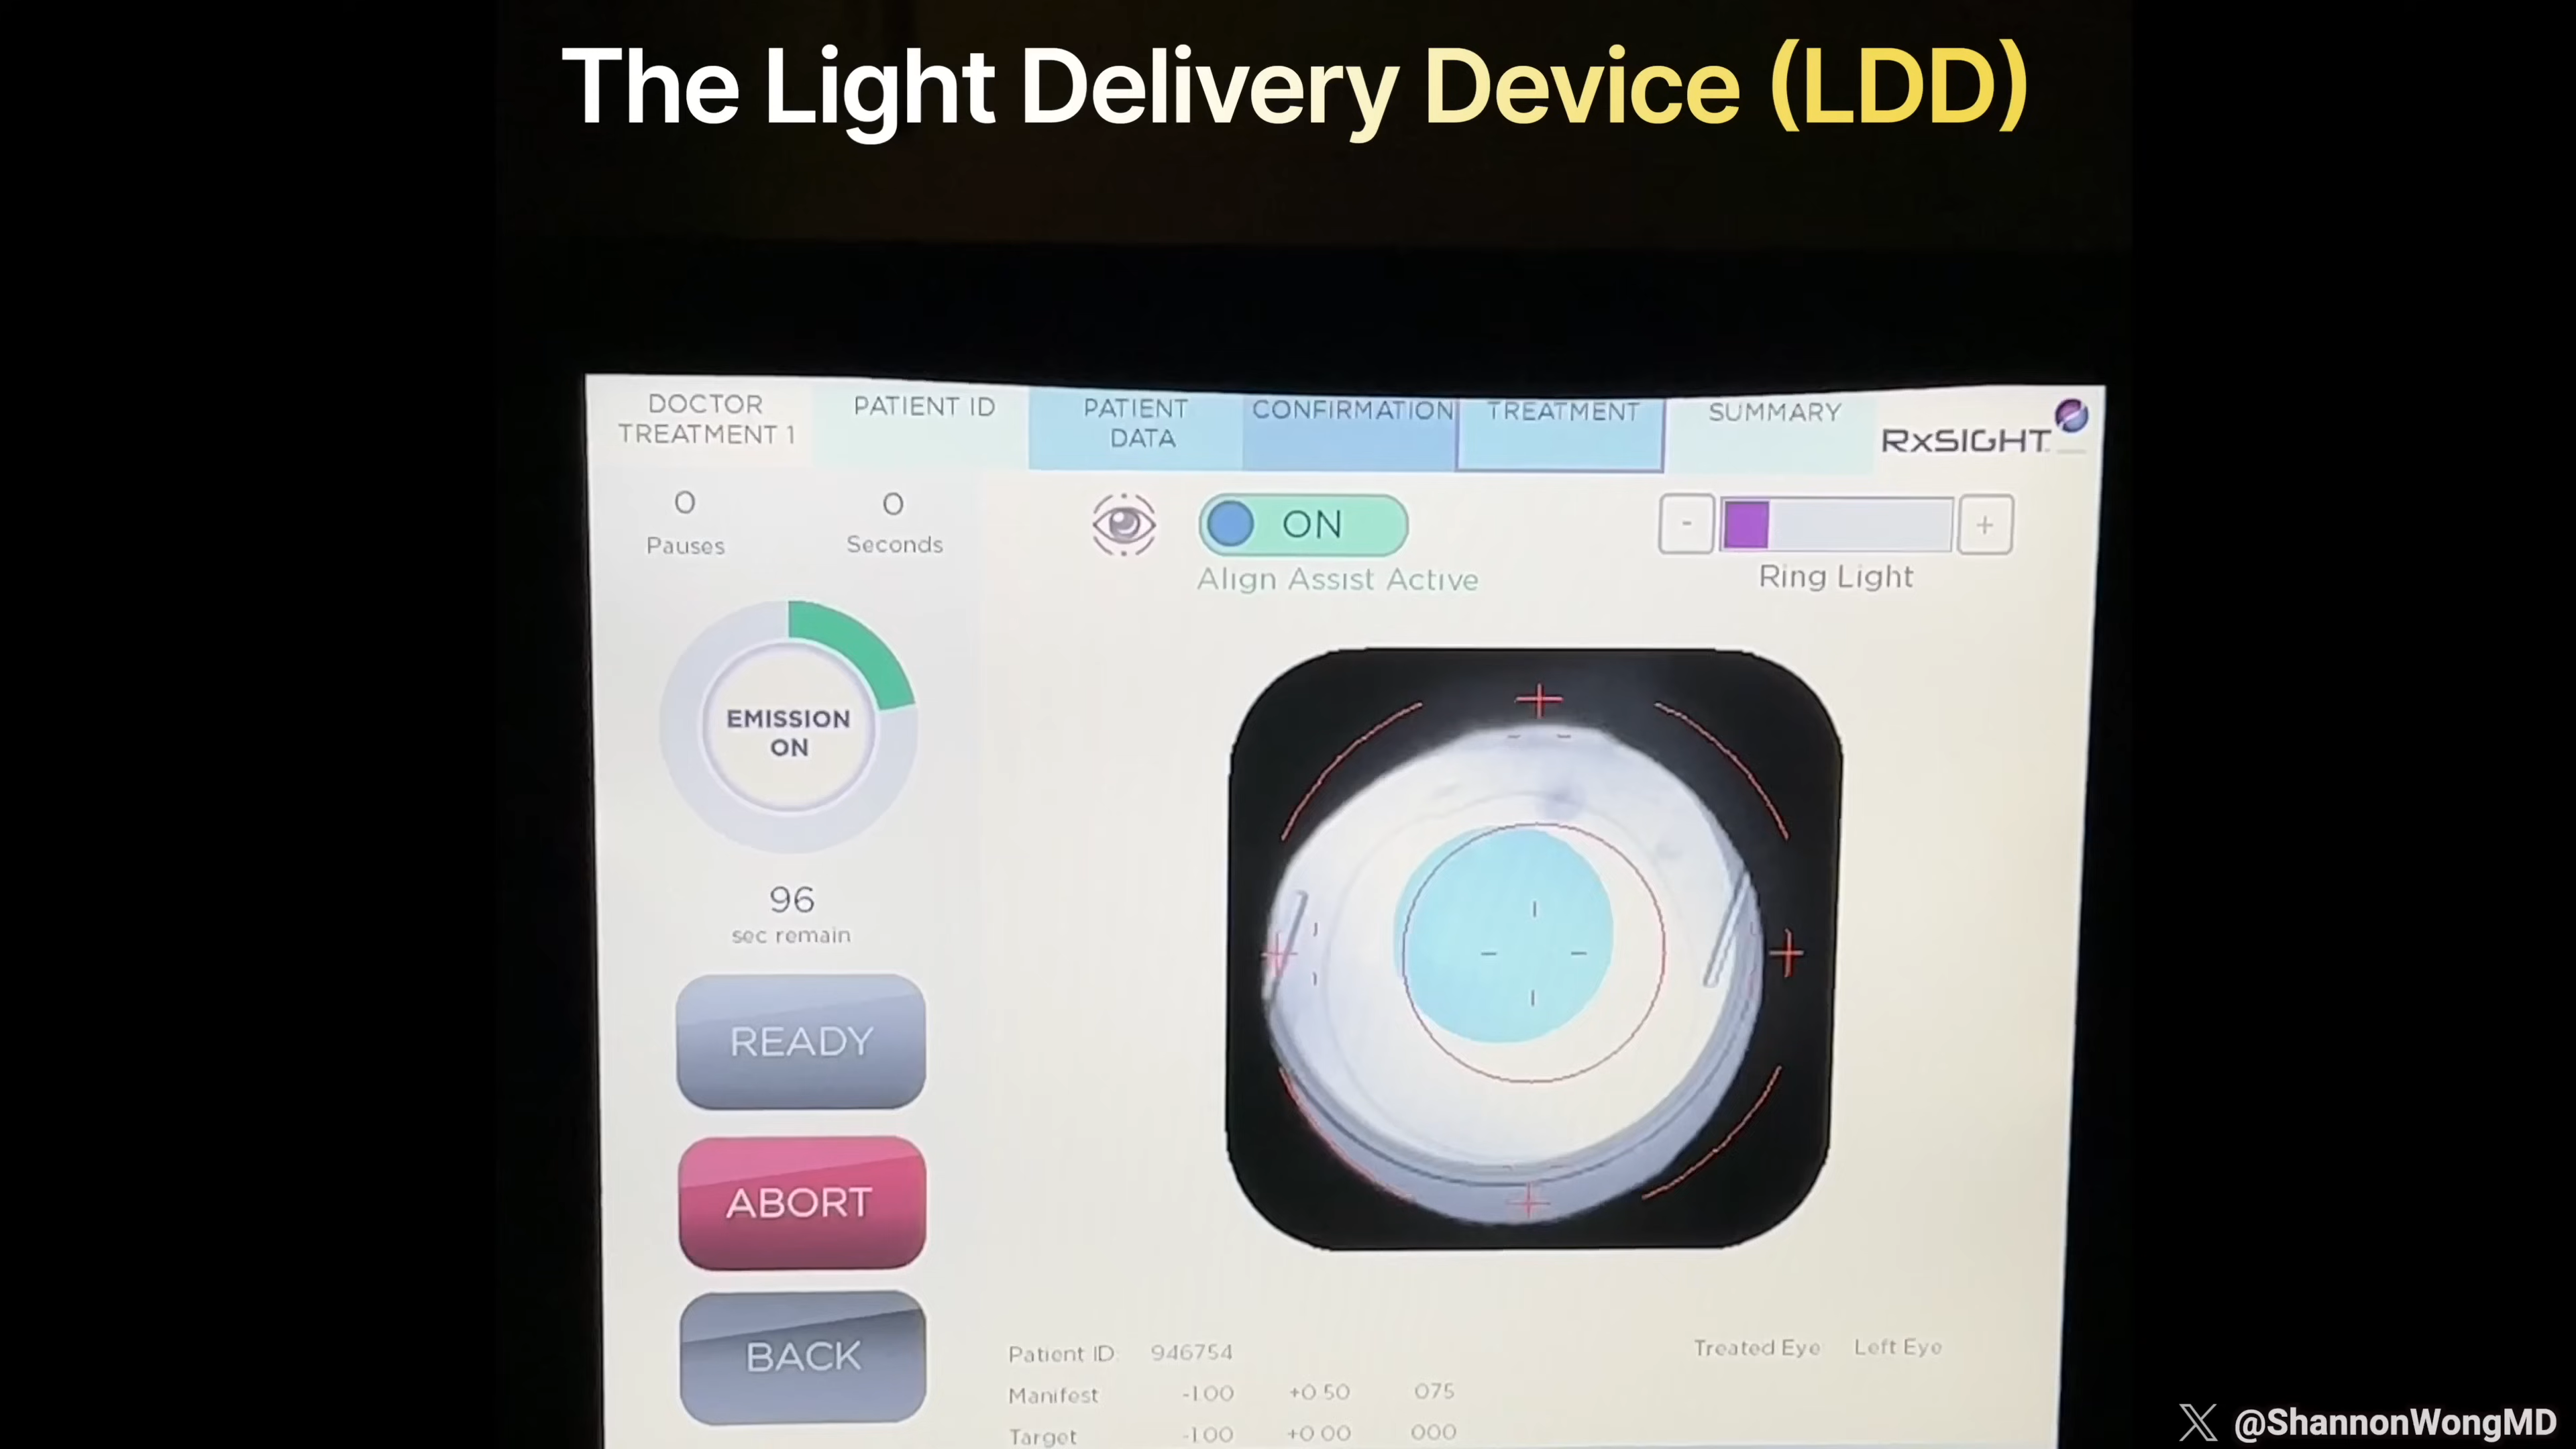 The Light Delivery Device (LDD)
DOCTOR TREATMENT 1
PATIENT ID
PATIENT DATA
CONFIRMATION
TREATMENT
SUMMARY
RxSIGHT
0
Pauses
0
Seconds
ON
Align Assist Active
-
+
Ring Light
EMISSION
ON
96
sec remain
READY
ABORT
BACK
Patient ID 946754
Treated Eye Left Eye
Manifest -1.00 +0.50 075
Target -1.00 +0.00 000
X @ShannonWongMD